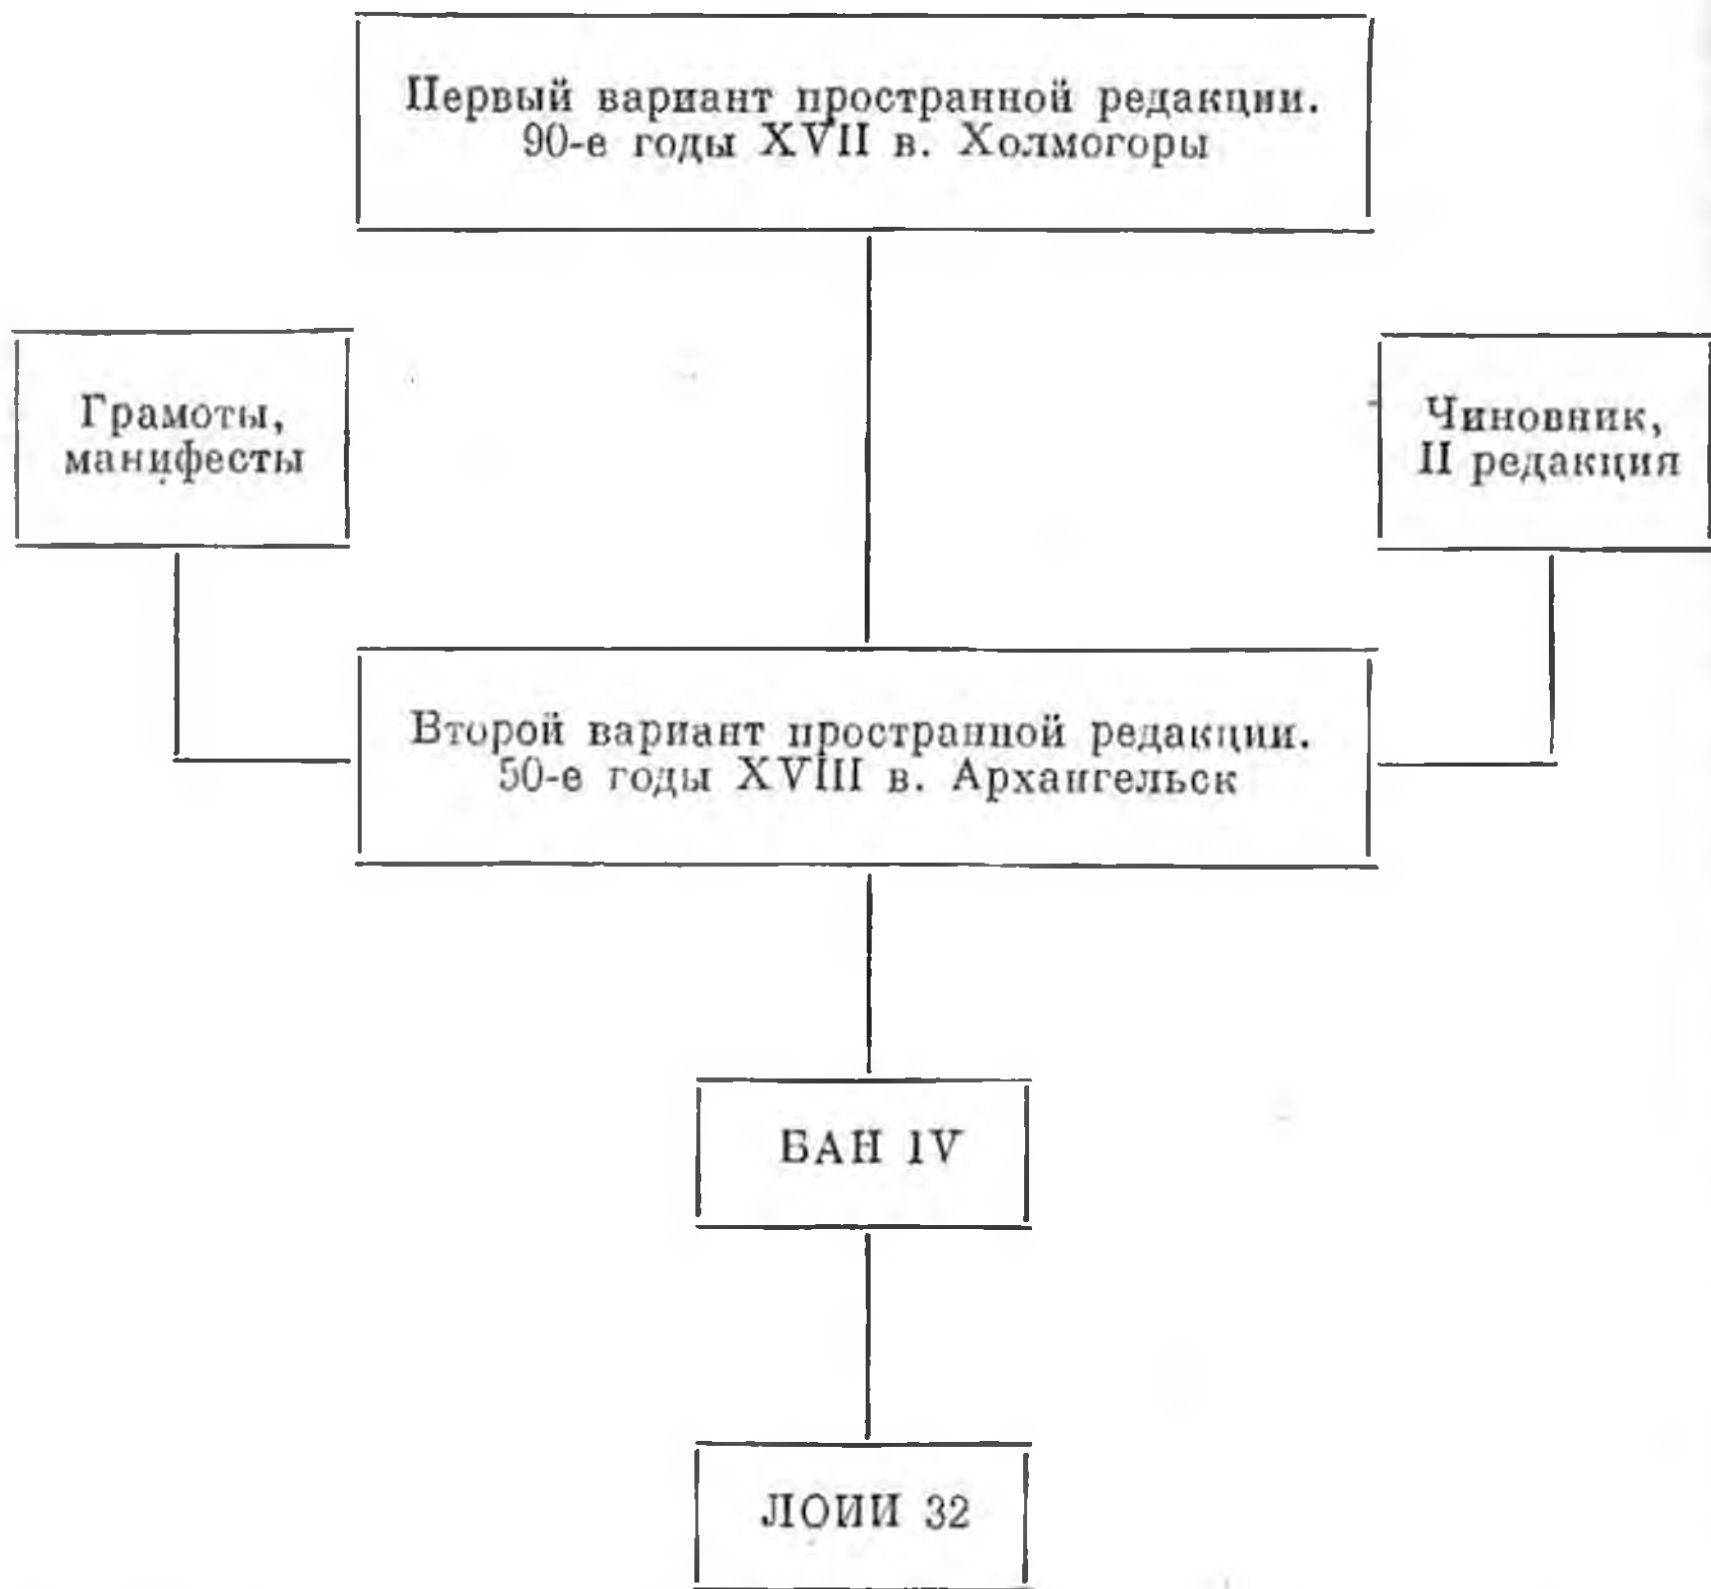 Первый вариант пространной редакции.
90-е годы XVII в. Холмогоры
Грамоты,
манифесты
Чиновник,
II редакция
Второй вариант пространной редакции.
50-е годы XVIII в. Архангельск
БАН IV
ЛОИИ 32